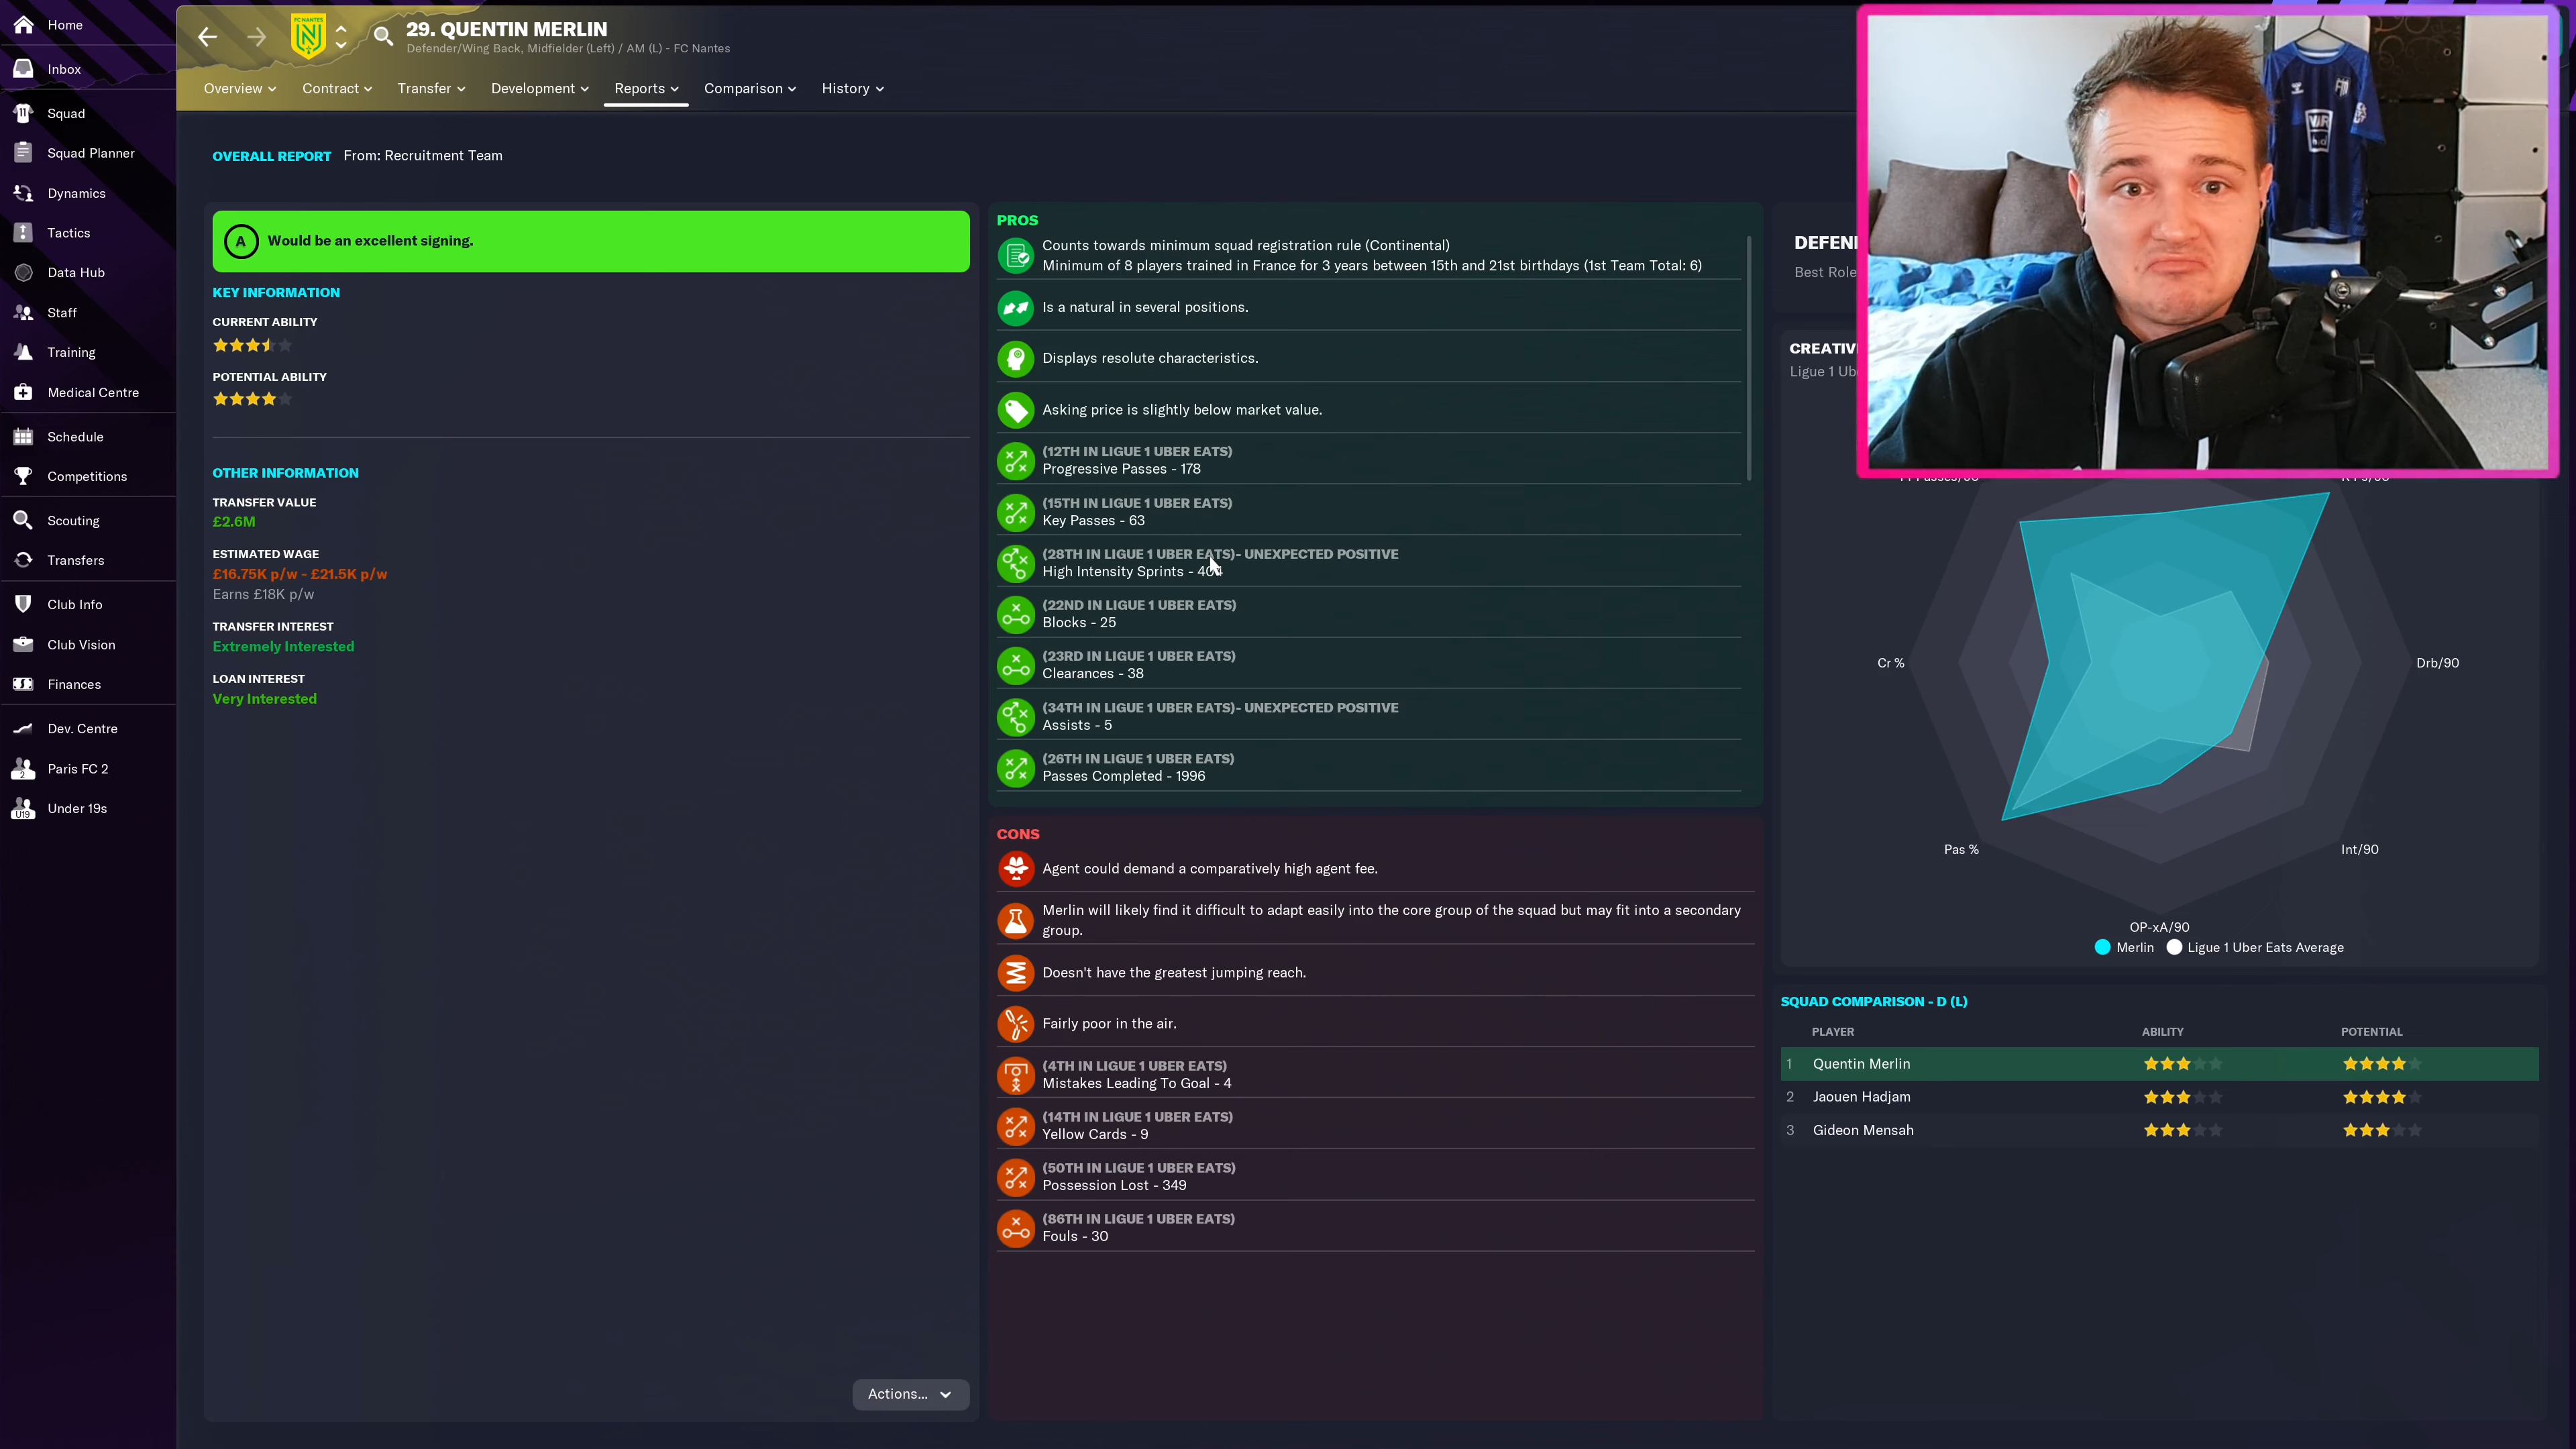 Home
Inbox
Squad
Squad Planner
Dynamics
Tactics
Data Hub
Staff
Training
Medical Centre
Schedule
Competitions
Scouting
Transfers
Club Info
Club Vision
Finances
Dev. Centre
2
Paris FC 2
U19
Under 19s
FC NANTES
29. QUENTIN MERLIN
Defender/Wing Back, Midfielder (Left) / AM (L) - FC Nantes
Overview
Contract
Transfer
Development
Reports
Comparison
History
OVERALL REPORT From: Recruitment Team
A Would be an excellent signing.
KEY INFORMATION
CURRENT ABILITY
POTENTIAL ABILITY
OTHER INFORMATION
TRANSFER VALUE
£2.6M
ESTIMATED WAGE
£16.75K p/w - £21.5K p/w
Earns £18K p/w
TRANSFER INTEREST
Extremely Interested
LOAN INTEREST
Very Interested
Actions...
PROS
Counts towards minimum squad registration rule (Continental)
Minimum of 8 players trained in France for 3 years between 15th and 21st birthdays (1st Team Total: 6)
Is a natural in several positions.
Displays resolute characteristics.
Asking price is slightly below market value.
(12TH IN LIGUE 1 UBER EATS)
Progressive Passes - 178
(15TH IN LIGUE 1 UBER EATS)
Key Passes - 63
(28TH IN LIGUE 1 UBER EATS)- UNEXPECTED POSITIVE
High Intensity Sprints -
(22ND IN LIGUE 1 UBER EATS)
Blocks - 25
(23RD IN LIGUE 1 UBER EATS)
Clearances - 38
(34TH IN LIGUE 1 UBER EATS)- UNEXPECTED POSITIVE
Assists - 5
(26TH IN LIGUE 1 UBER EATS)
Passes Completed - 1996
CONS
Agent could demand a comparatively high agent fee.
Merlin will likely find it difficult to adapt easily into the core group of the squad but may fit into a secondary
group.
Doesn't have the greatest jumping reach.
Fairly poor in the air.
(4TH IN LIGUE 1 UBER EATS)
Mistakes Leading To Goal - 4
(14TH IN LIGUE 1 UBER EATS)
Yellow Cards - 9
(50TH IN LIGUE 1 UBER EATS)
Possession Lost - 349
(86TH IN LIGUE 1 UBER EATS)
Fouls - 30
Best Role
Ligue 1
Cr %
Drb/90
Pas %
Int/90
OP-xA/90
Merlin
Ligue 1 Uber Eats Average
SQUAD COMPARISON - D (L)
PLAYER ABILITY POTENTIAL
1 Quentin Merlin
2 Jaouen Hadjam
3 Gideon Mensah